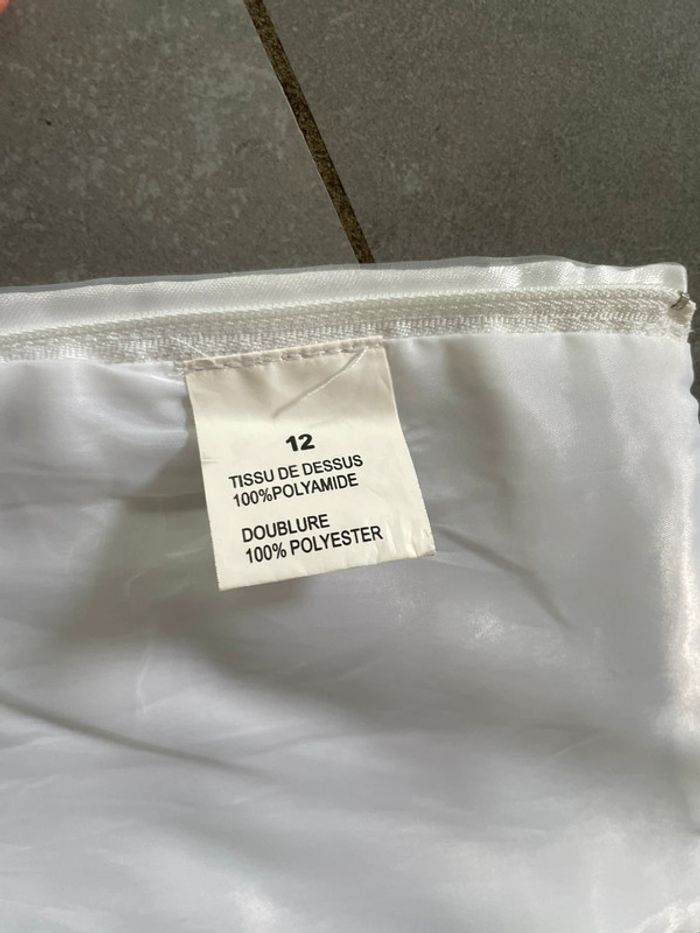 12
TISSU DE DESSUS
100%POLYAMIDE
DOUBLURE
100% POLYESTER